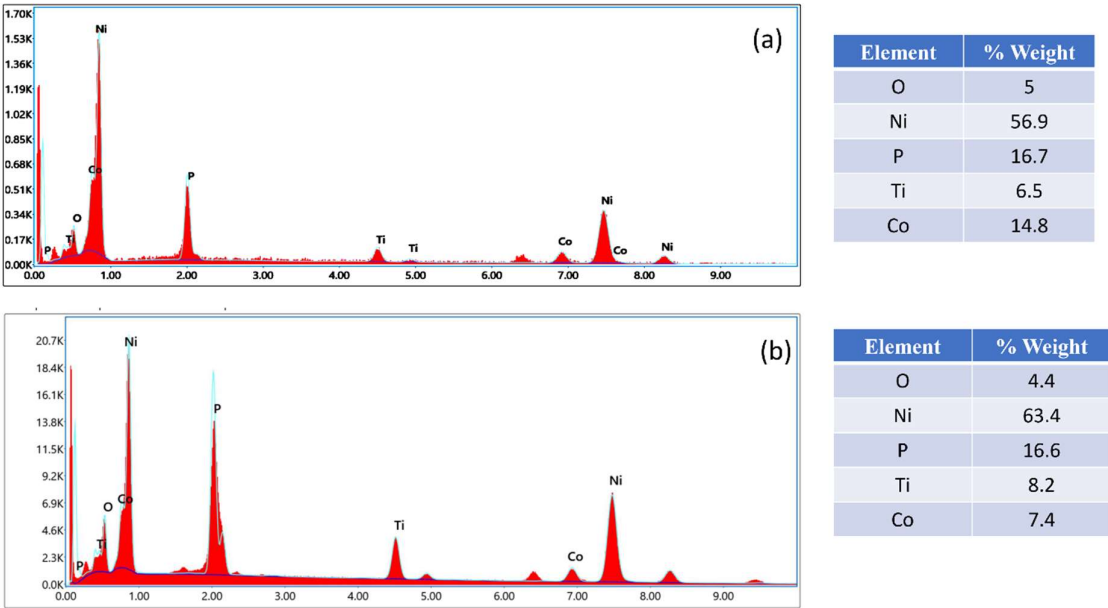 (a)
1.70K
1.53K
1.36K
1.19K
1.02K
0.85K
0.68K
0.51K
0.34K
0.17K
0.00K
Ni
Co
O
Ti
P
P
Ti
Ti
Co
Ni
Co
Ni
0.00 1.00 2.00 3.00 4.00 5.00 6.00 7.00 8.00 9.00
Element % Weight
O 5
Ni 56.9
P 16.7
Ti 6.5
Co 14.8
(b)
20.7K
18.4K
16.1K
13.8K
11.5K
9.2K
6.9K
4.6K
2.3K
0.0K
Ni
O
Co
Ti
P
P
Ti
Co
Ni
0.00 1.00 2.00 3.00 4.00 5.00 6.00 7.00 8.00 9.00
Element % Weight
O 4.4
Ni 63.4
P 16.6
Ti 8.2
Co 7.4